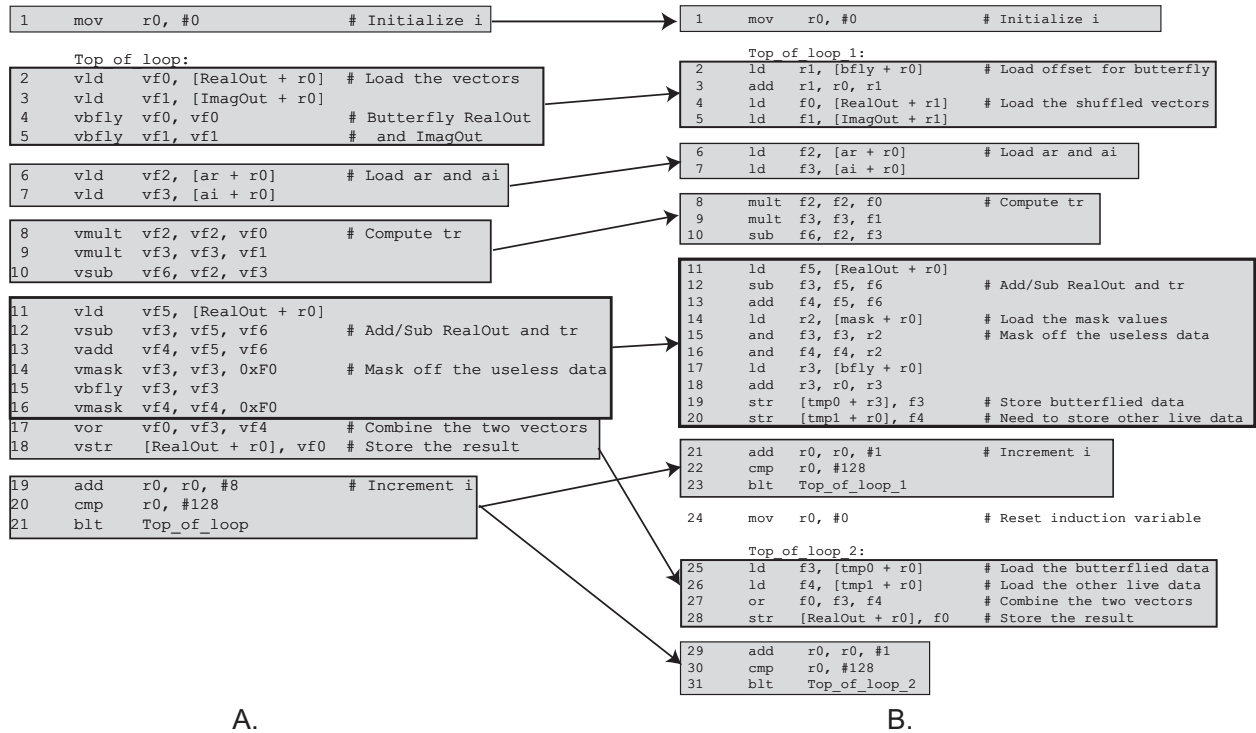 1 mov r0, #0 # Initialize i
Top_of_loop:
2 vld vf0, [RealOut + r0] # Load the vectors
3 vld vf1, [ImagOut + r0]
4 vbfly vf0, vf0 # Butterfly RealOut
5 vbfly vf1, vf1 # and ImagOut
6 vld vf2, [ar + r0] # Load ar and ai
7 vld vf3, [ai + r0]
8 vmult vf2, vf2, vf0 # Compute tr
9 vmult vf3, vf3, vf1
10 vsub vf6, vf2, vf3
11 vld vf5, [RealOut + r0]
12 vsub vf3, vf5, vf6 # Add/Sub RealOut and tr
13 vadd vf4, vf5, vf6
14 vmask vf3, vf3, 0xF0 # Mask off the useless data
15 vbfly vf3, vf3
16 vmask vf4, vf4, 0xF0
17 vor vf0, vf3, vf4 # Combine the two vectors
18 vstr [RealOut + r0], vf0 # Store the result
19 add r0, r0, #8 # Increment i
20 cmp r0, #128
21 blt Top_of_loop
A.
1 mov r0, #0 # Initialize i
Top_of_loop_1:
2 ld r1, [bfly + r0] # Load offset for butterfly
3 add r1, r0, r1
4 ld f0, [RealOut + r1] # Load the shuffled vectors
5 ld f1, [ImagOut + r1]
6 ld f2, [ar + r0] # Load ar and ai
7 ld f3, [ai + r0]
8 mult f2, f2, f0 # Compute tr
9 mult f3, f3, f1
10 sub f6, f2, f3
11 ld f5, [RealOut + r0]
12 sub f3, f5, f6 # Add/Sub RealOut and tr
13 add f4, f5, f6
14 ld r2, [mask + r0] # Load the mask values
15 and f3, f3, r2 # Mask off the useless data
16 and f4, f4, r2
17 ld r3, [bfly + r0]
18 add r3, r0, r3
19 str [tmp0 + r3], f3 # Store butterflied data
20 str [tmp1 + r0], f4 # Need to store other live data
21 add r0, r0, #1 # Increment i
22 cmp r0, #128
23 blt Top_of_loop_1
24 mov r0, #0 # Reset induction variable
Top_of_loop_2:
25 ld f3, [tmp0 + r0] # Load the butterflied data
26 ld f4, [tmp1 + r0] # Load the other live data
27 or f0, f3, f4 # Combine the two vectors
28 str [RealOut + r0], f0 # Store the result
29 add r0, r0, #1
30 cmp r0, #128
31 blt Top_of_loop_2
B.